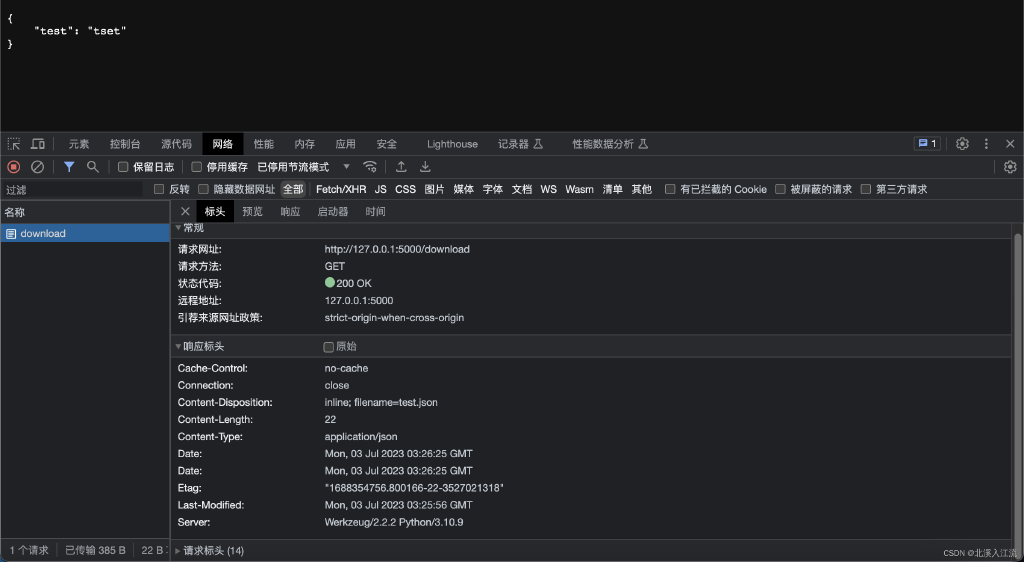 {
"test": "tset"
}
元素 控制台 源代码 网络 性能 内存 应用 安全 Lighthouse 记录器 性能数据分析 1
保留日志 停用缓存 已停用节流模式
过滤 反转 隐藏数据网址 全部 Fetch/XHR JS CSS 图片 媒体 字体 文档 WS Wasm 清单 其他 有已拦截的 Cookie 被屏蔽的请求 第三方请求
名称 标头 预览 响应 启动器 时间
download
常规
请求网址: http://127.0.0.1:5000/download
请求方法: GET
状态代码: 200 OK
远程地址: 127.0.0.1:5000
引荐来源网址政策: strict-origin-when-cross-origin
响应标头 原始
Cache-Control: no-cache
Connection: close
Content-Disposition: inline; filename=test.json
Content-Length: 22
Content-Type: application/json
Date: Mon, 03 Jul 2023 03:26:25 GMT
Date: Mon, 03 Jul 2023 03:26:25 GMT
Etag: "1688354756.800166-22-3527021318"
Last-Modified: Mon, 03 Jul 2023 03:25:56 GMT
Server: Werkzeug/2.2.2 Python/3.10.9
1 个请求 已传输 385 B 22 B 请求标头 (14)
CSDN @北溪入江流